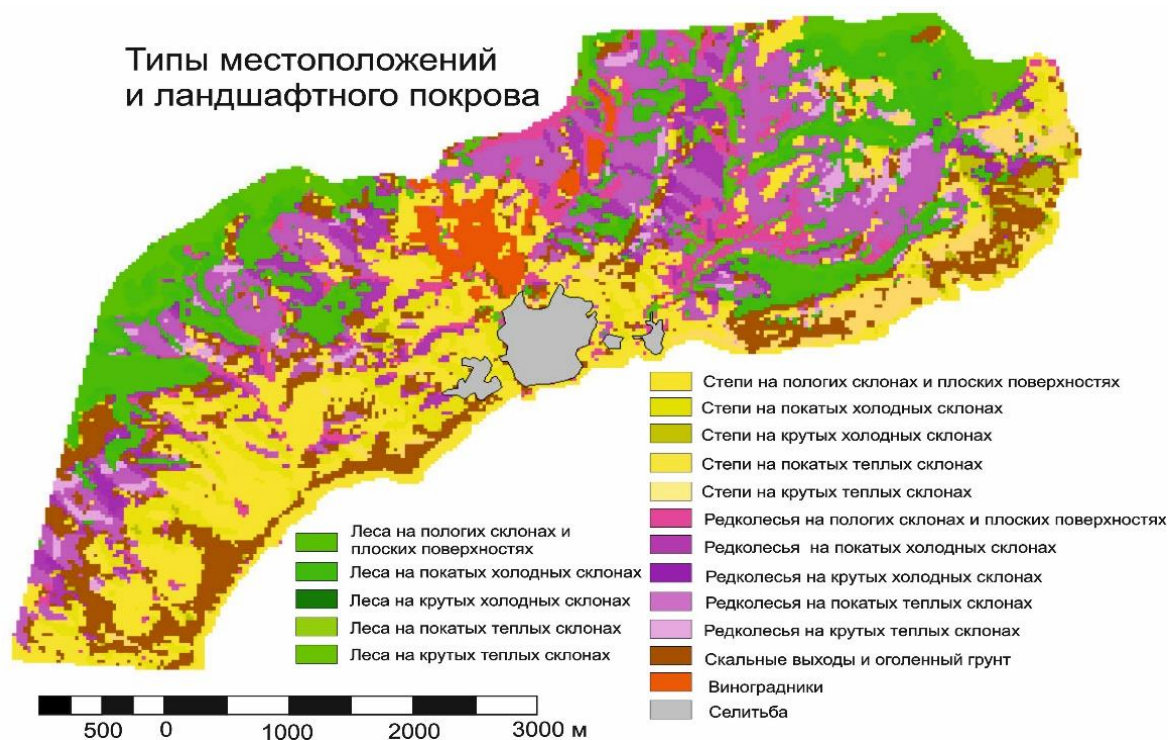 Типы местоположений
и ландшафтного покрова
Леса на пологих склонах и
плоских поверхностях
Леса на покатых холодных склонах
Леса на крутых холодных склонах
Леса на покатых теплых склонах
Леса на крутых теплых склонах
Степи на пологих склонах и плоских поверхностях
Степи на покатых холодных склонах
Степи на крутых холодных склонах
Степи на покатых теплых склонах
Степи на крутых теплых склонах
Редколесья на пологих склонах и плоских поверхностях
Редколесья на покатых холодных склонах
Редколесья на крутых холодных склонах
Редколесья на покатых теплых склонах
Редколесья на крутых теплых склонах
Скальные выходы и оголенный грунт
Виноградники
Селитьба
500 0 1000 2000 3000 м